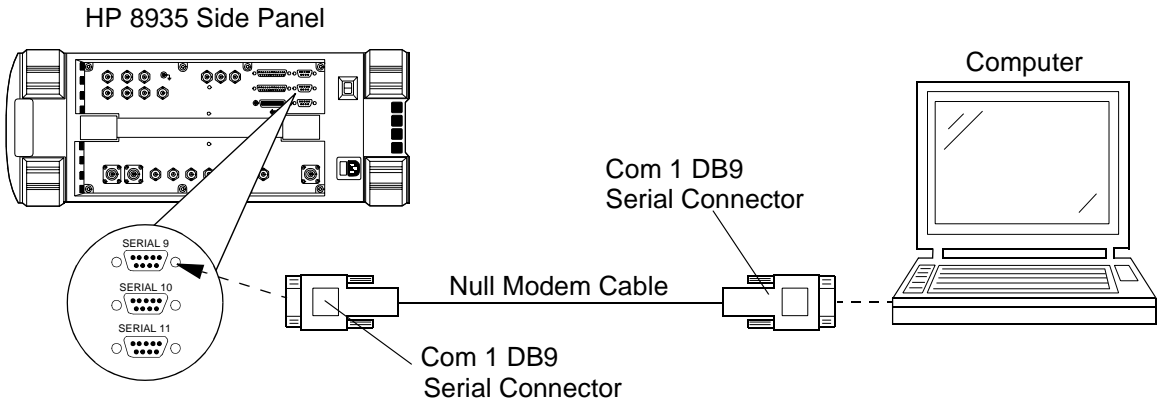 HP 8935 Side Panel
Computer
Com 1 DB9
Serial Connector
SERIAL 9
SERIAL 10
SERIAL 11
Null Modem Cable
Com 1 DB9
Serial Connector